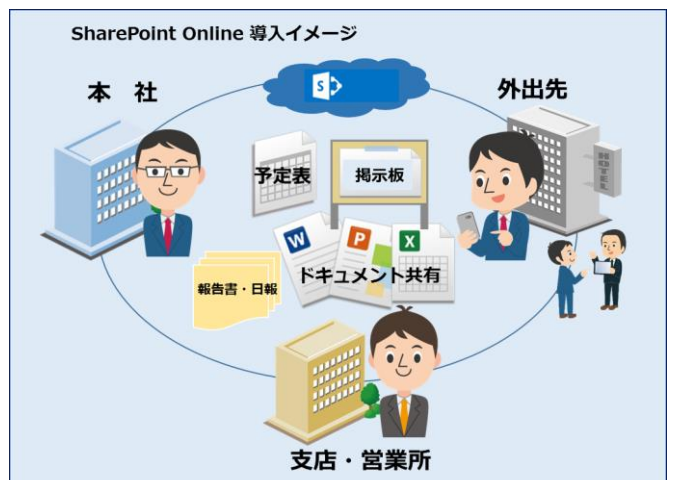 SharePoint Online 導入イメージ
本 社
外出先
S
HOTEL
予定表
掲示板
W
P
X
ドキュメント共有
報告書・日報
支店・営業所